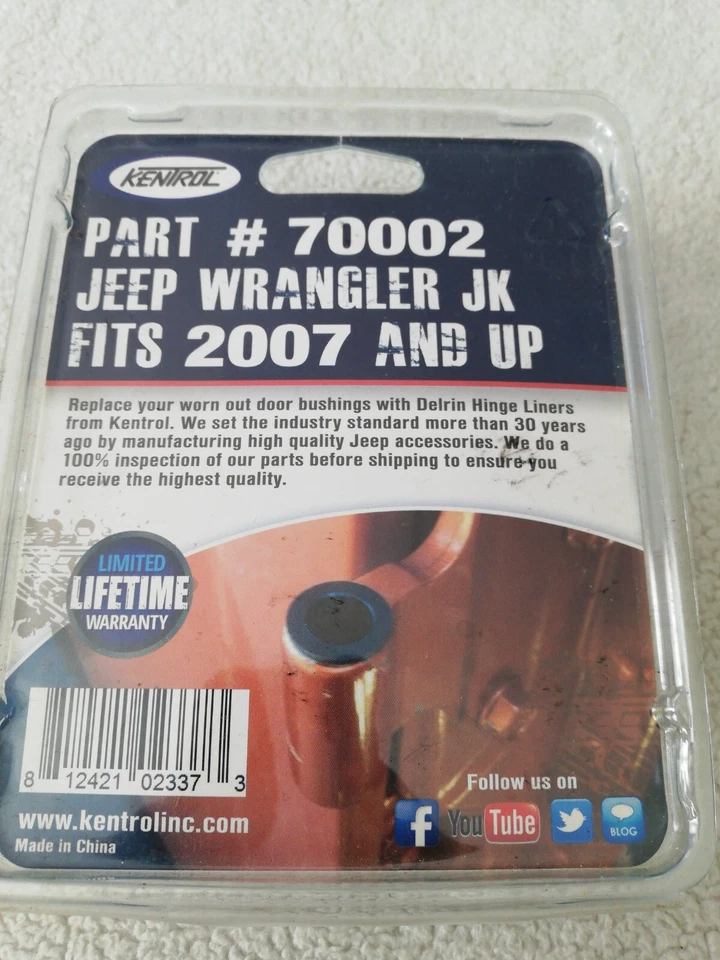 KENTROL
PART # 70002
JEEP WRANGLER JK
FITS 2007 AND UP
Replace your worn out door bushings with Delrin Hinge Liners
from Kentrol. We set the industry standard more than 30 years
ago by manufacturing high quality Jeep accessories. We do a
100% inspection of our parts before shipping to ensure you
receive the highest quality.
LIMITED
LIFETIME
WARRANTY
8 12421 02337 3
www.kentrolinc.com
Made in China
Follow us on
f YouTube BLOG